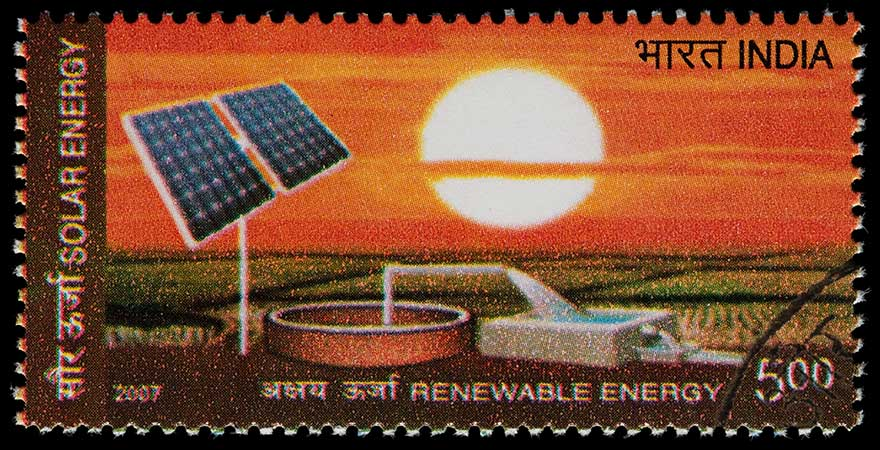 भारत INDIA
सौर ऊर्जा SOLAR ENERGY
2007
अक्षय ऊर्जा RENEWABLE ENERGY
500